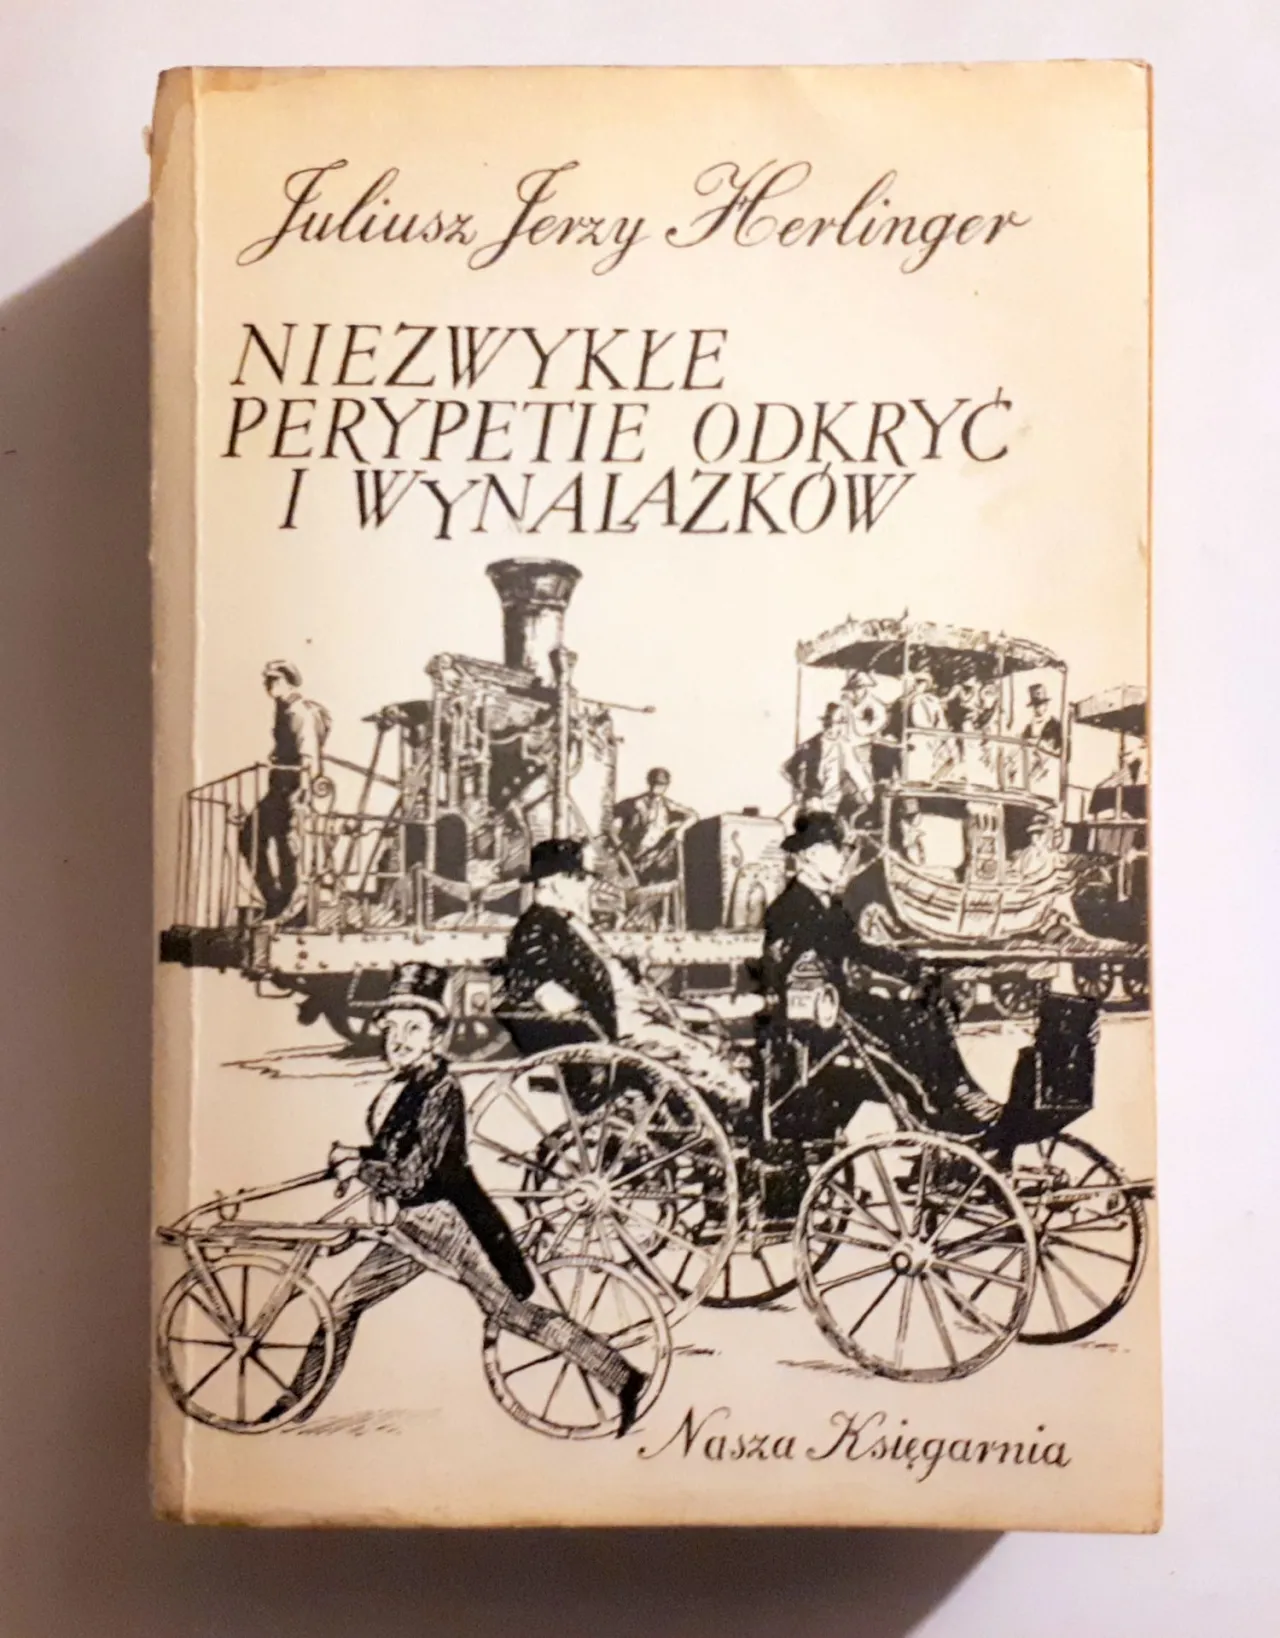 Juliusz Jerzy Herlinger
NIEZWYKŁE
PERYPETIE ODKRYĆ
I WYNALAZKÓW
Nasza Księgarnia